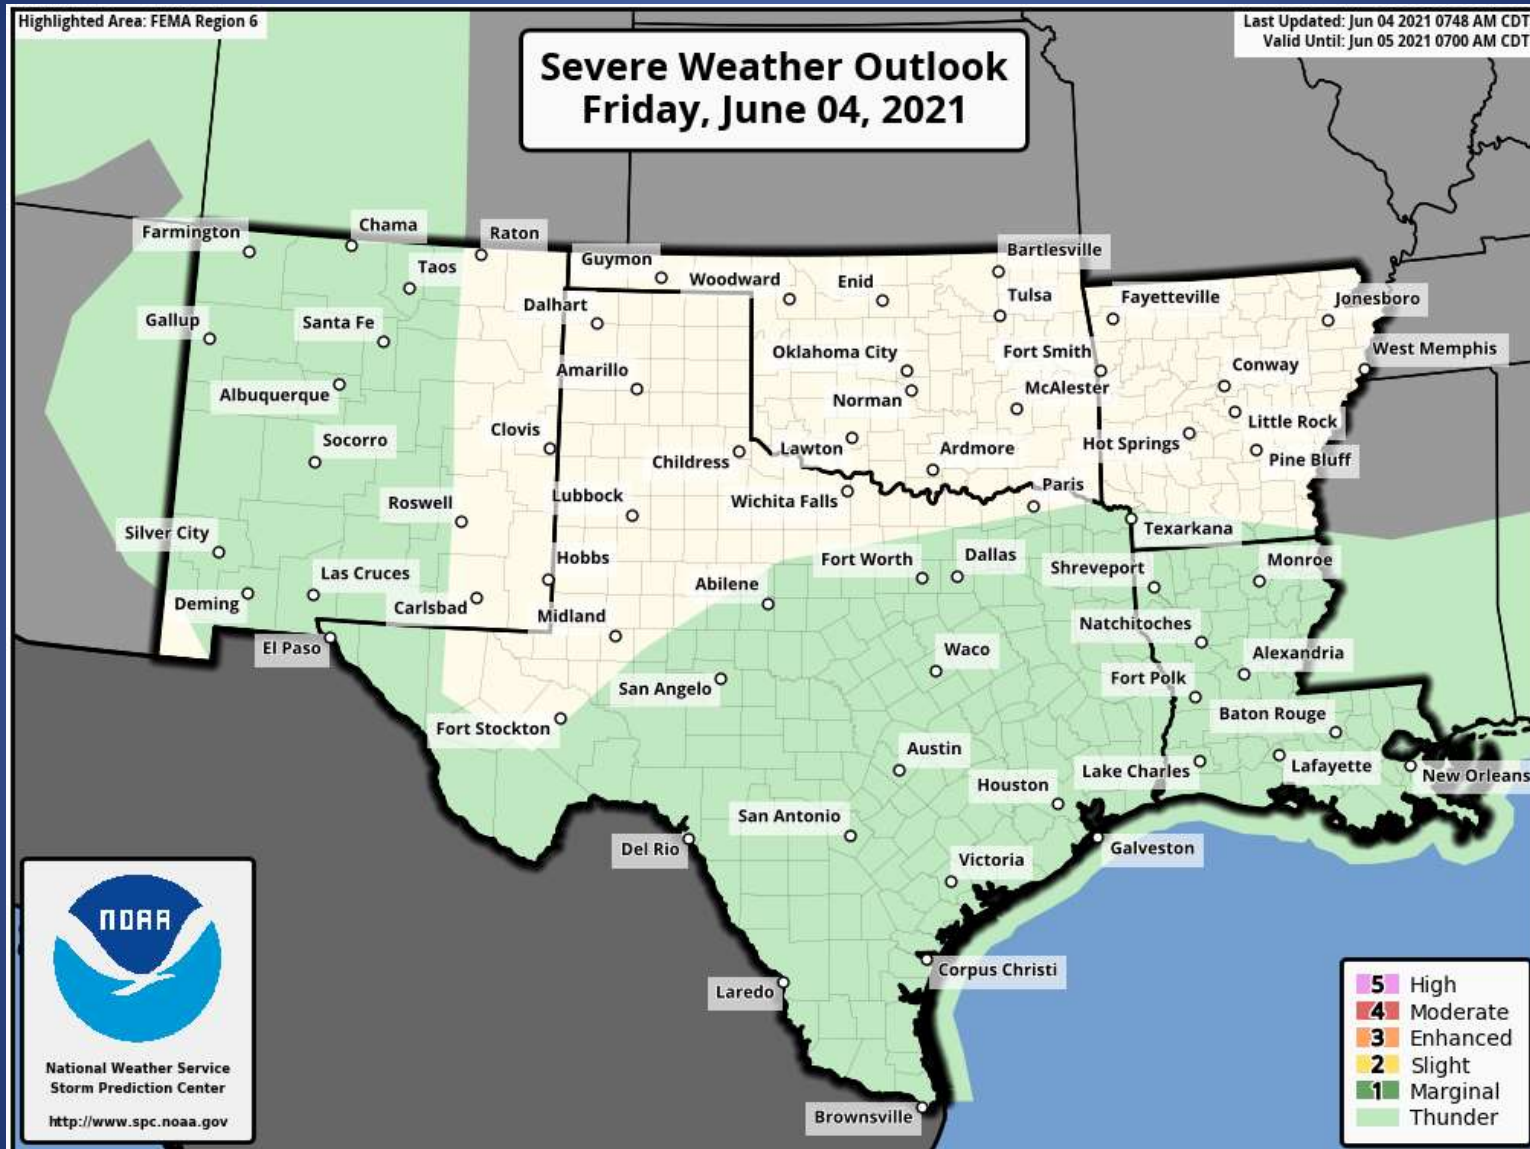 Highlighted Area: FEMA Region 6
Last Updated: Jun 04 2021 0748 AM CDT
Valid Until: Jun 05 2021 0700 AM CDT
Severe Weather Outlook
Friday, June 04, 2021
Farmington
Chama
Raton
Taos
Guymon
Woodward
Enid
Bartlesville
Tulsa
Fayetteville
Jonesboro
Gallup
Santa Fe
Dalhart
Oklahoma City
Fort Smith
West Memphis
Albuquerque
Amarillo
Norman
McAlester
Conway
Little Rock
Socorro
Clovis
Childress
Lawton
Ardmore
Hot Springs
Pine Bluff
Roswell
Lubbock
Wichita Falls
Paris
Texarkana
Silver City
Las Cruces
Hobbs
Abilene
Fort Worth
Dallas
Shreveport
Monroe
Deming
Carlsbad
Midland
Natchitoches
El Paso
San Angelo
Waco
Fort Polk
Alexandria
Fort Stockton
Baton Rouge
Austin
Houston
Lake Charles
Lafayette
New Orleans
San Antonio
Del Rio
Victoria
Galveston
Laredo
Corpus Christi
Brownsville
NOAA
National Weather Service
Storm Prediction Center
http://www.spc.noaa.gov
5 High
4 Moderate
3 Enhanced
2 Slight
1 Marginal
Thunder